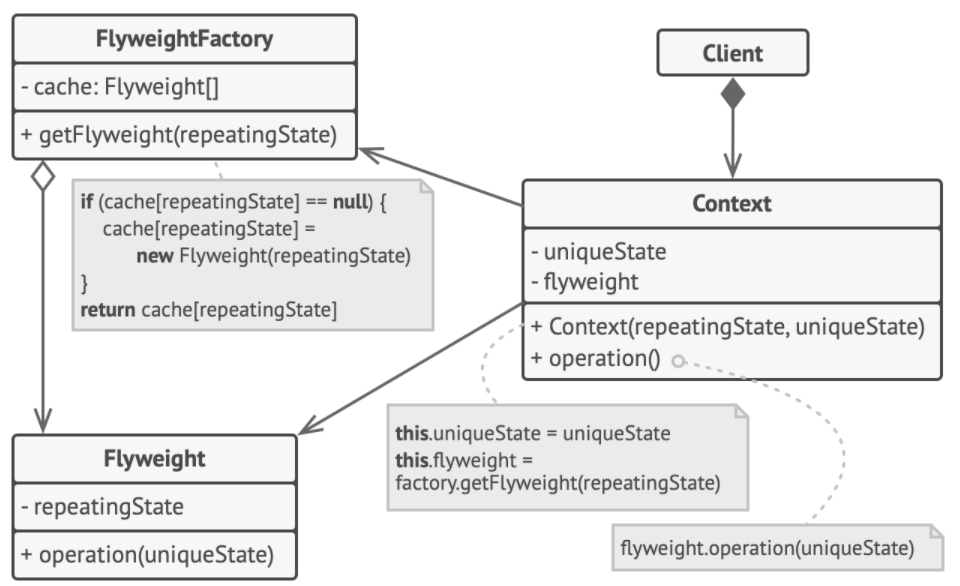 FlyweightFactory
- cache: Flyweight[]
+ getFlyweight(repeatingState)
if (cache[repeatingState] == null) {
cache[repeatingState] =
new Flyweight(repeatingState)
}
return cache[repeatingState]
Client
Context
- uniqueState
- flyweight
+ Context(repeatingState, uniqueState)
+ operation()
this.uniqueState = uniqueState
this.flyweight =
factory.getFlyweight(repeatingState)
flyweight.operation(uniqueState)
Flyweight
- repeatingState
+ operation(uniqueState)